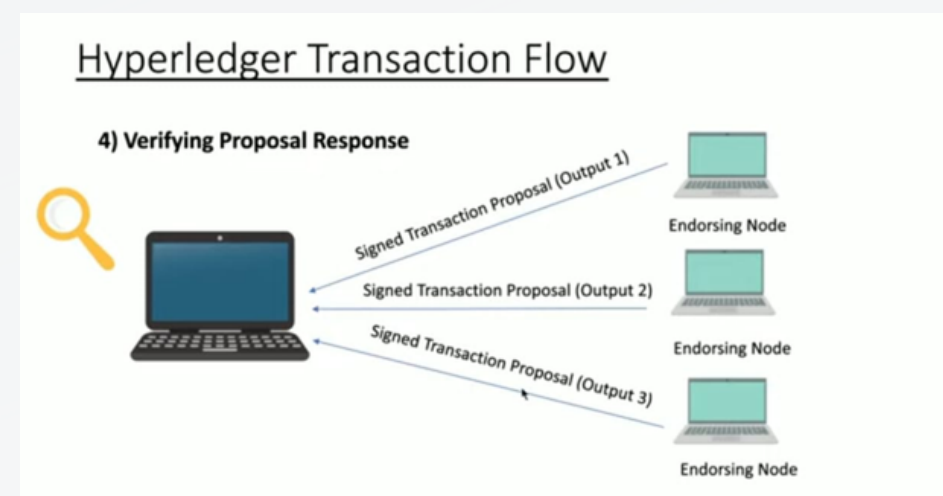 Hyperledger Transaction Flow
4) Verifying Proposal Response
Signed Transaction Proposal (Output 1)
Endorsing Node
Signed Transaction Proposal (Output 2)
Endorsing Node
Signed Transaction Proposal (Output 3)
Endorsing Node